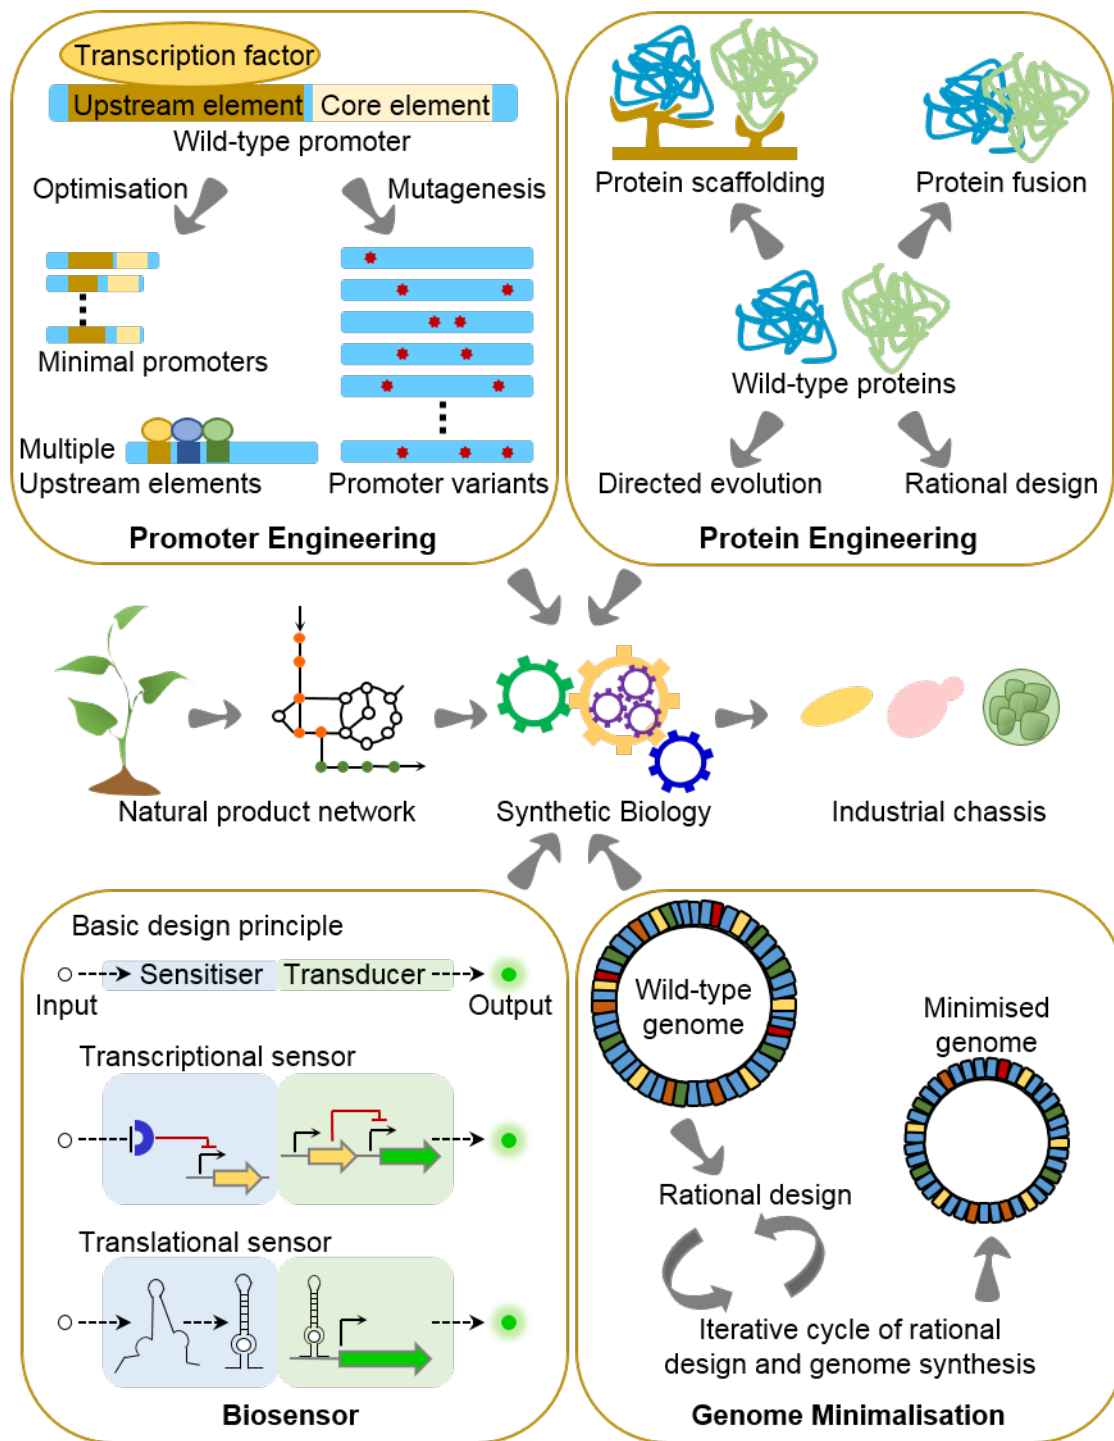 Transcription factor
Upstream element
Core element
Wild-type promoter
Optimisation
Mutagenesis
Minimal promoters
Multiple
Upstream elements
Promoter variants
Promoter Engineering
Protein scaffolding
Protein fusion
Wild-type proteins
Directed evolution
Rational design
Protein Engineering
Natural product network
Synthetic Biology
Industrial chassis
Basic design principle
Sensitiser
Transducer
Input
Output
Transcriptional sensor
Translational sensor
Biosensor
Wild-type
genome
Minimised
genome
Rational design
Iterative cycle of rational
design and genome synthesis
Genome Minimalisation